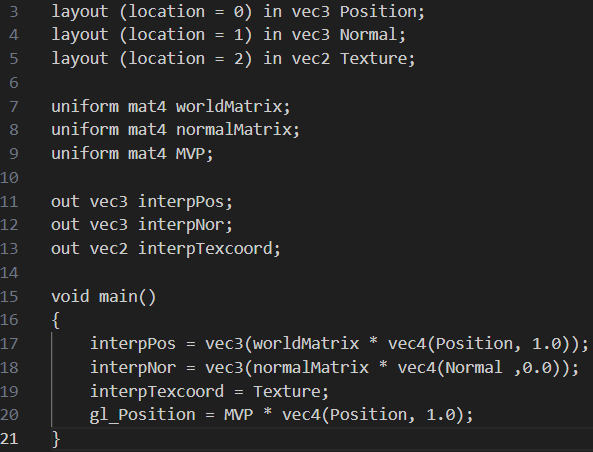 3 layout (location = 0) in vec3 Position;
4 layout (location = 1) in vec3 Normal;
5 layout (location = 2) in vec2 Texture;
6
7 uniform mat4 worldMatrix;
8 uniform mat4 normalMatrix;
9 uniform mat4 MVP;
10
11 out vec3 interpPos;
12 out vec3 interpNor;
13 out vec2 interpTexcoord;
14
15 void main()
16 {
17     interpPos = vec3(worldMatrix * vec4(Position, 1.0));
18     interpNor = vec3(normalMatrix * vec4(Normal ,0.0));
19     interpTexcoord = Texture;
20     gl_Position = MVP * vec4(Position, 1.0);
21 }